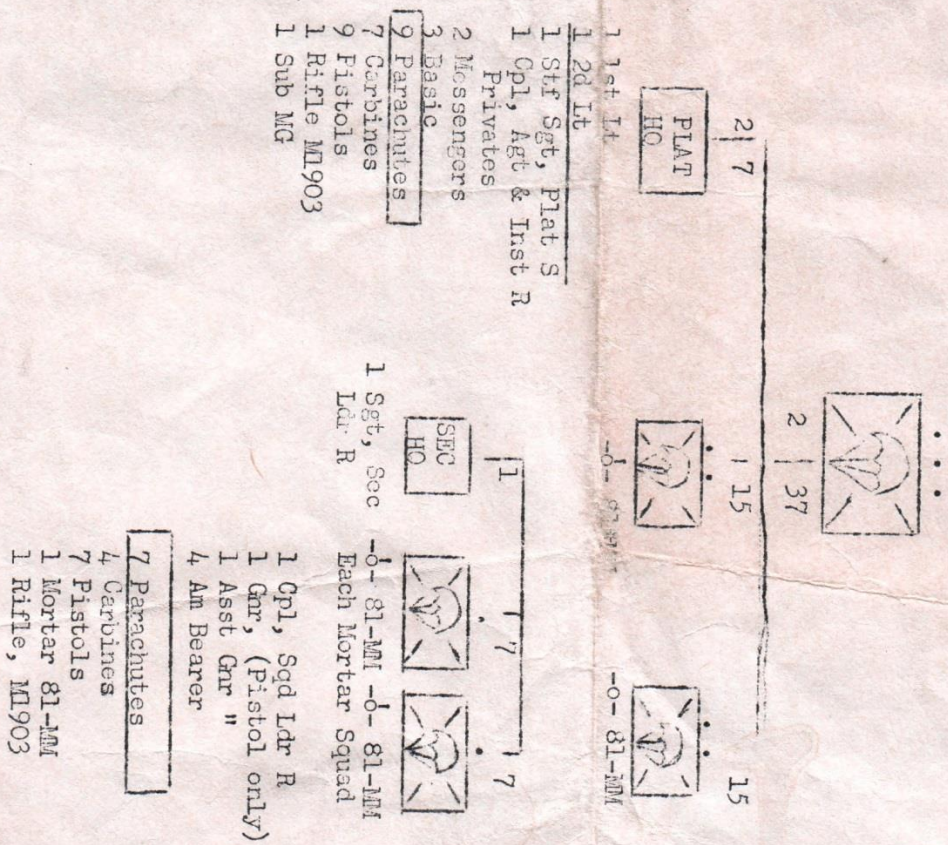 2 | 37
2 | 7
15
15
PLAT
HQ
-o- 81-MM
-o- 81-MM
1 1st Lt
1 2d Lt
1 Stf Sgt, Plat S
1 Cpl, Agt & Inst R
Privates
2 Messengers
3 Basic
9 Parachutes
7 Carbines
9 Pistols
1 Rifle M1903
1 Sub MG
1
7
7
SEC
HQ
-o- 81-MM -o- 81-MM
1 Sgt, Sec
Ldr R
Each Mortar Squad
1 Cpl, Sqd Ldr R
1 Gnr, (Pistol only)
1 Asst Gnr "
4 Am Bearer
7 Parachutes
4 Carbines
7 Pistols
1 Mortar 81-MM
1 Rifle, M1903